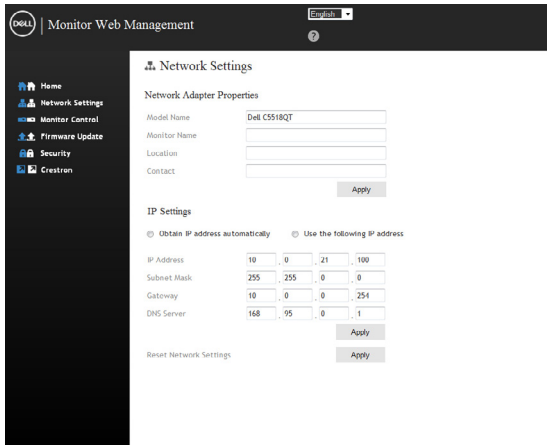 DELL
Monitor Web Management
English
?
Home
Network Settings
Monitor Control
Firmware Update
Security
Crestron
Network Settings
Network Adapter Properties
Model Name Dell C5518QT
Monitor Name
Location
Contact
Apply
IP Settings
Obtain IP address automatically Use the following IP address
IP Address 10 . 0 . 21 . 100
Subnet Mask 255 . 255 . 0 . 0
Gateway 10 . 0 . 0 . 254
DNS Server 168 . 95 . 0 . 1
Apply
Reset Network Settings Apply